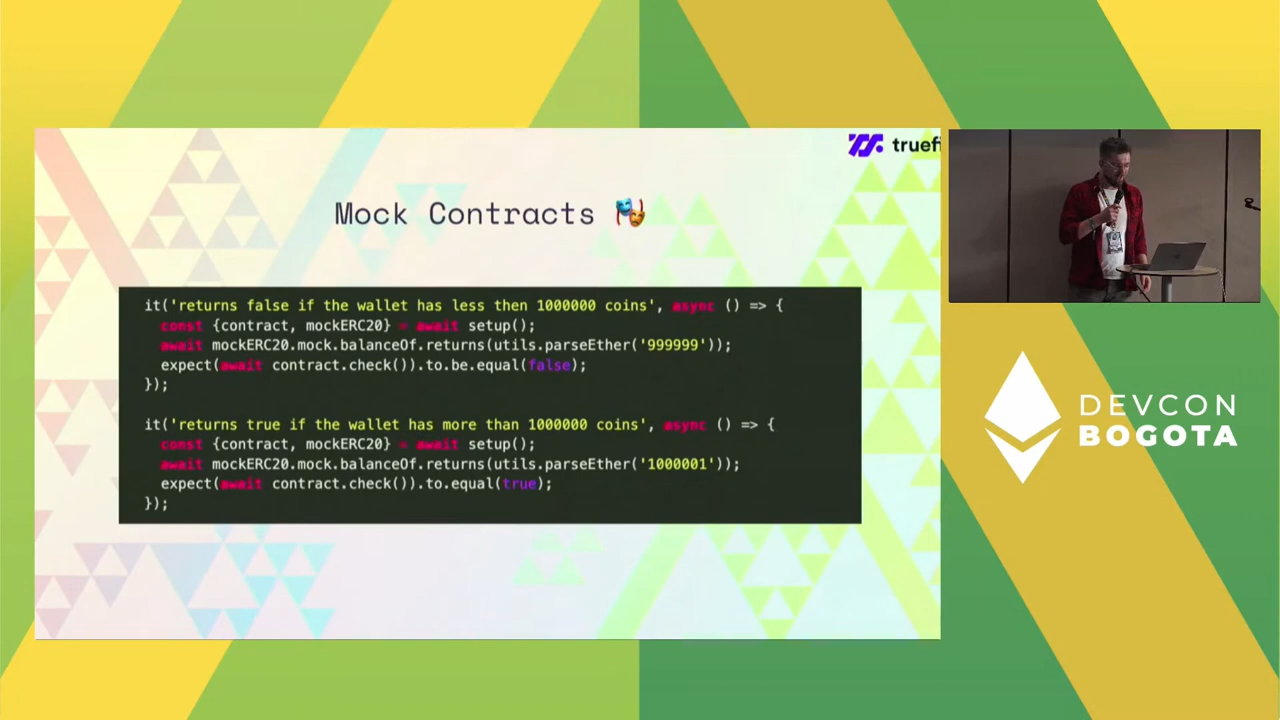 truefi
Mock Contracts
it('returns false if the wallet has less then 1000000 coins', async () => {
const {contract, mockERC20} = await setup();
await mockERC20.mock.balanceOf.returns(utils.parseEther('999999'));
expect(await contract.check()).to.be.equal(false);
});
it('returns true if the wallet has more than 1000000 coins', async () => {
const {contract, mockERC20} = await setup();
await mockERC20.mock.balanceOf.returns(utils.parseEther('1000001'));
expect(await contract.check()).to.equal(true);
});
DEVCON
BOGOTA